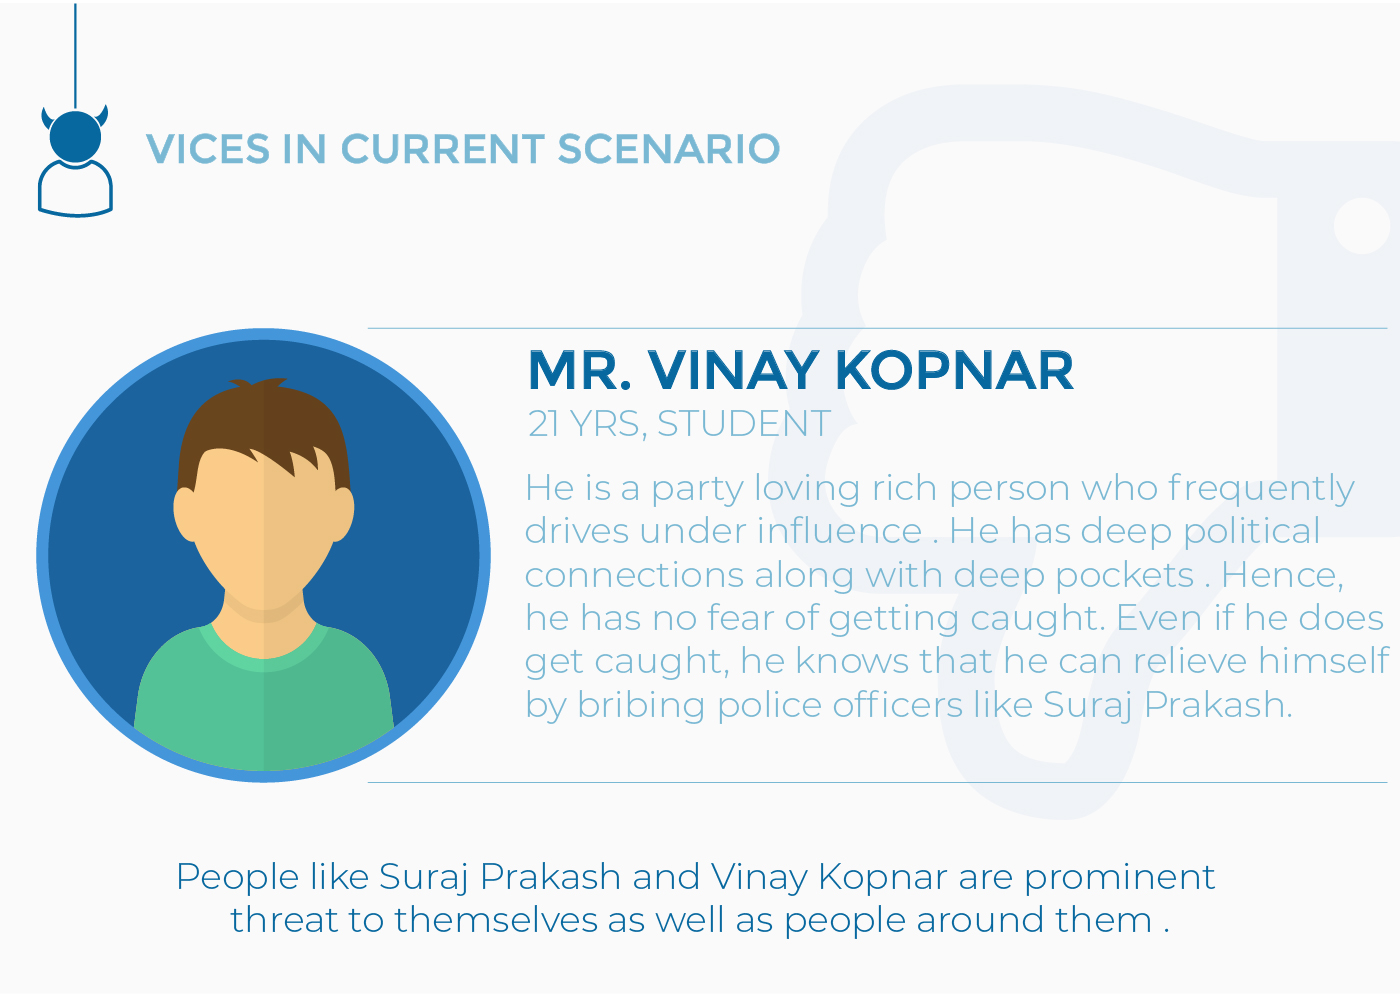 VICES IN CURRENT SCENARIO
MR. VINAY KOPNAR
21 YRS, STUDENT
He is a party loving rich person who frequently
drives under influence . He has deep political
connections along with deep pockets . Hence,
he has no fear of getting caught. Even if he does
get caught, he knows that he can relieve himself
by bribing police officers like Suraj Prakash.
People like Suraj Prakash and Vinay Kopnar are prominent
threat to themselves as well as people around them .